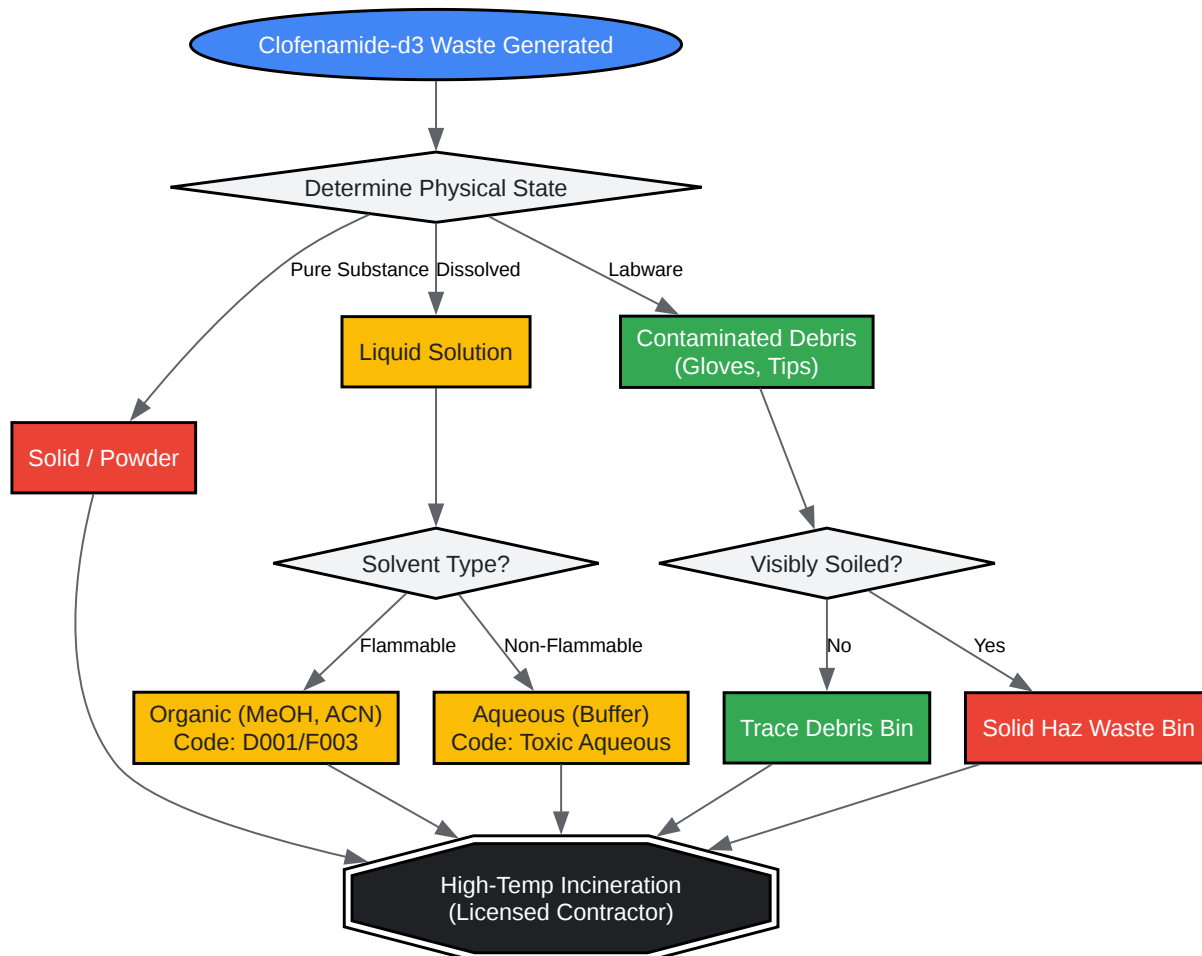 Clofenamide-d3 Waste Generated
Determine Physical State
Pure Substance
Dissolved
Labware
Liquid Solution
Contaminated Debris
(Gloves, Tips)
Solid / Powder
Solvent Type?
Visibly Soiled?
Flammable
Non-Flammable
No
Yes
Organic (MeOH, ACN)
Code: D001/F003
Aqueous (Buffer)
Code: Toxic Aqueous
Trace Debris Bin
Solid Haz Waste Bin
High-Temp Incineration
(Licensed Contractor)